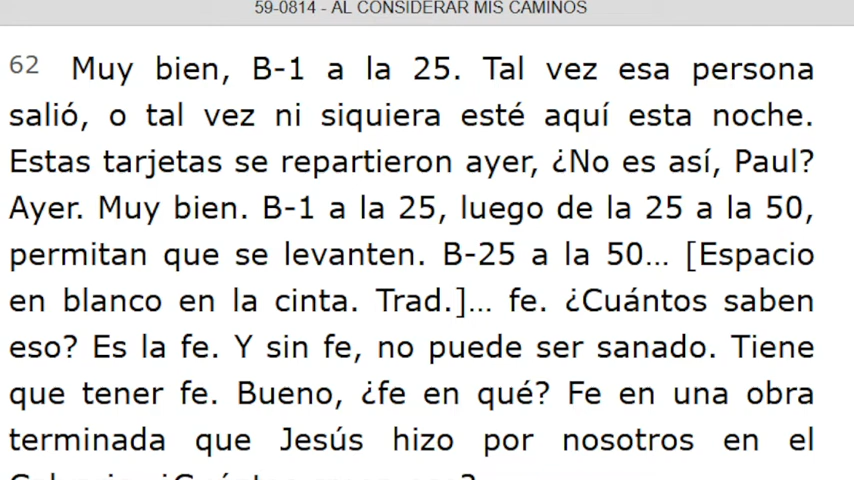 59-0814 - AL CONSIDERAR MIS CAMINOS
62 Muy bien, B-1 a la 25. Tal vez esa persona
salió, o tal vez ni siquiera esté aquí esta noche.
Estas tarjetas se repartieron ayer, ¿No es así, Paul?
Ayer. Muy bien. B-1 a la 25, luego de la 25 a la 50,
permitan que se levanten. B-25 a la 50... [Espacio
en blanco en la cinta. Trad.]... fe. ¿Cuántos saben
eso? Es la fe. Y sin fe, no puede ser sanado. Tiene
que tener fe. Bueno, ¿fe en qué? Fe en una obra
terminada que Jesús hizo por nosotros en el